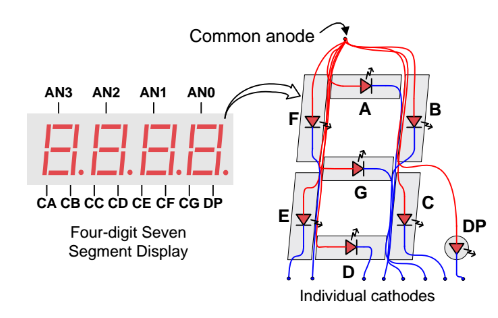 Common anode
AN3 AN2 AN1 AN0
CA CB CC CD CE CF CG DP
Four-digit Seven
Segment Display
A
F
B
G
E
C
D
DP
Individual cathodes